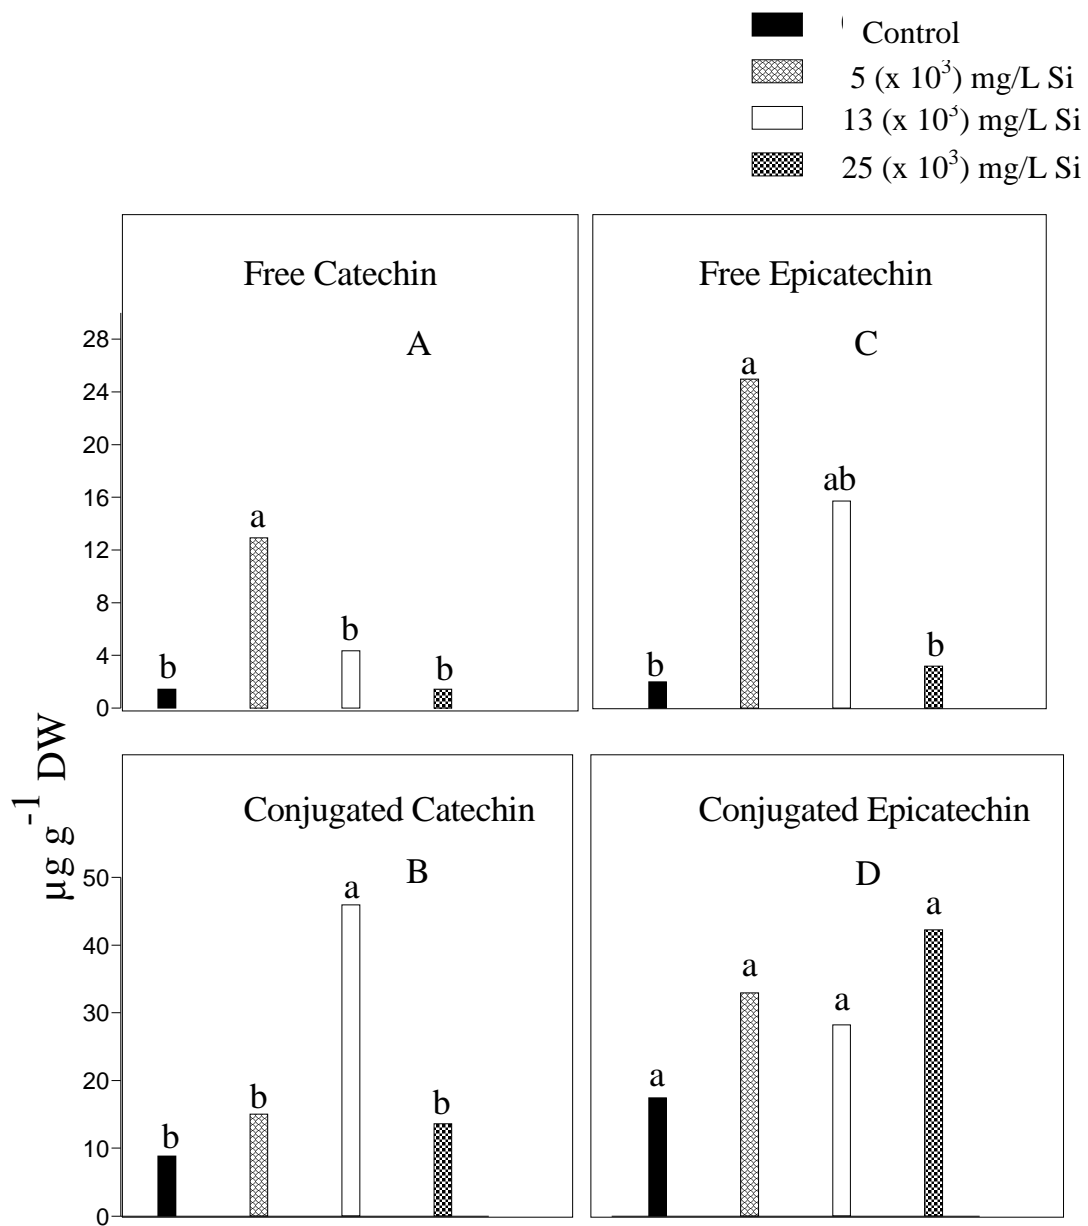 Control
5 (x 10³) mg/L Si
13 (x 10³) mg/L Si
25 (x 10³) mg/L Si
Free Catechin
A
28
24
20
16
12
8
4
0
b
a
b
b
Free Epicatechin
C
b
a
ab
b
µg g⁻¹ DW
Conjugated Catechin
B
50
40
30
20
10
0
b
b
a
b
Conjugated Epicatechin
D
a
a
a
a